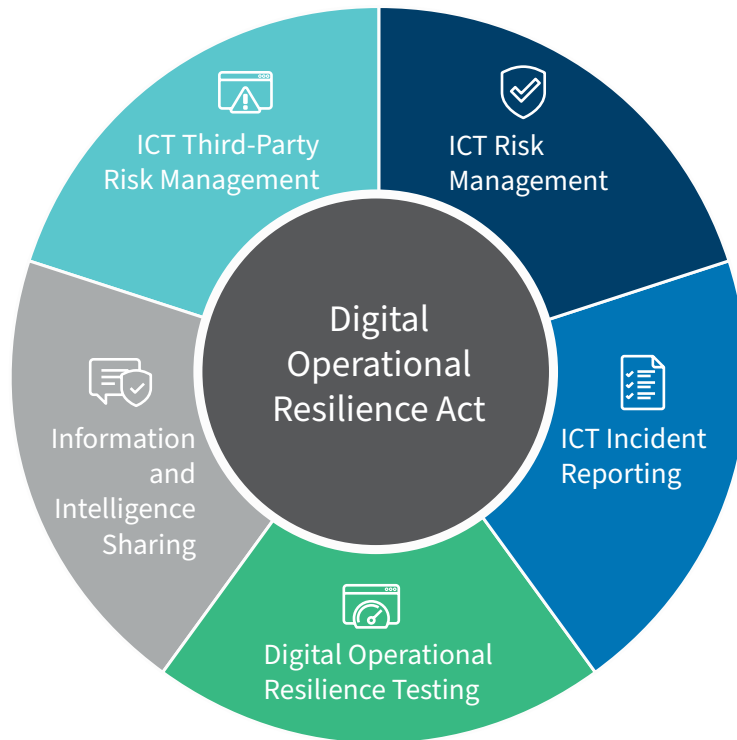 ICT Third-Party
Risk Management
ICT Risk
Management
Digital
Operational
Resilience Act
Information
and
Intelligence
Sharing
ICT Incident
Reporting
Digital Operational
Resilience Testing